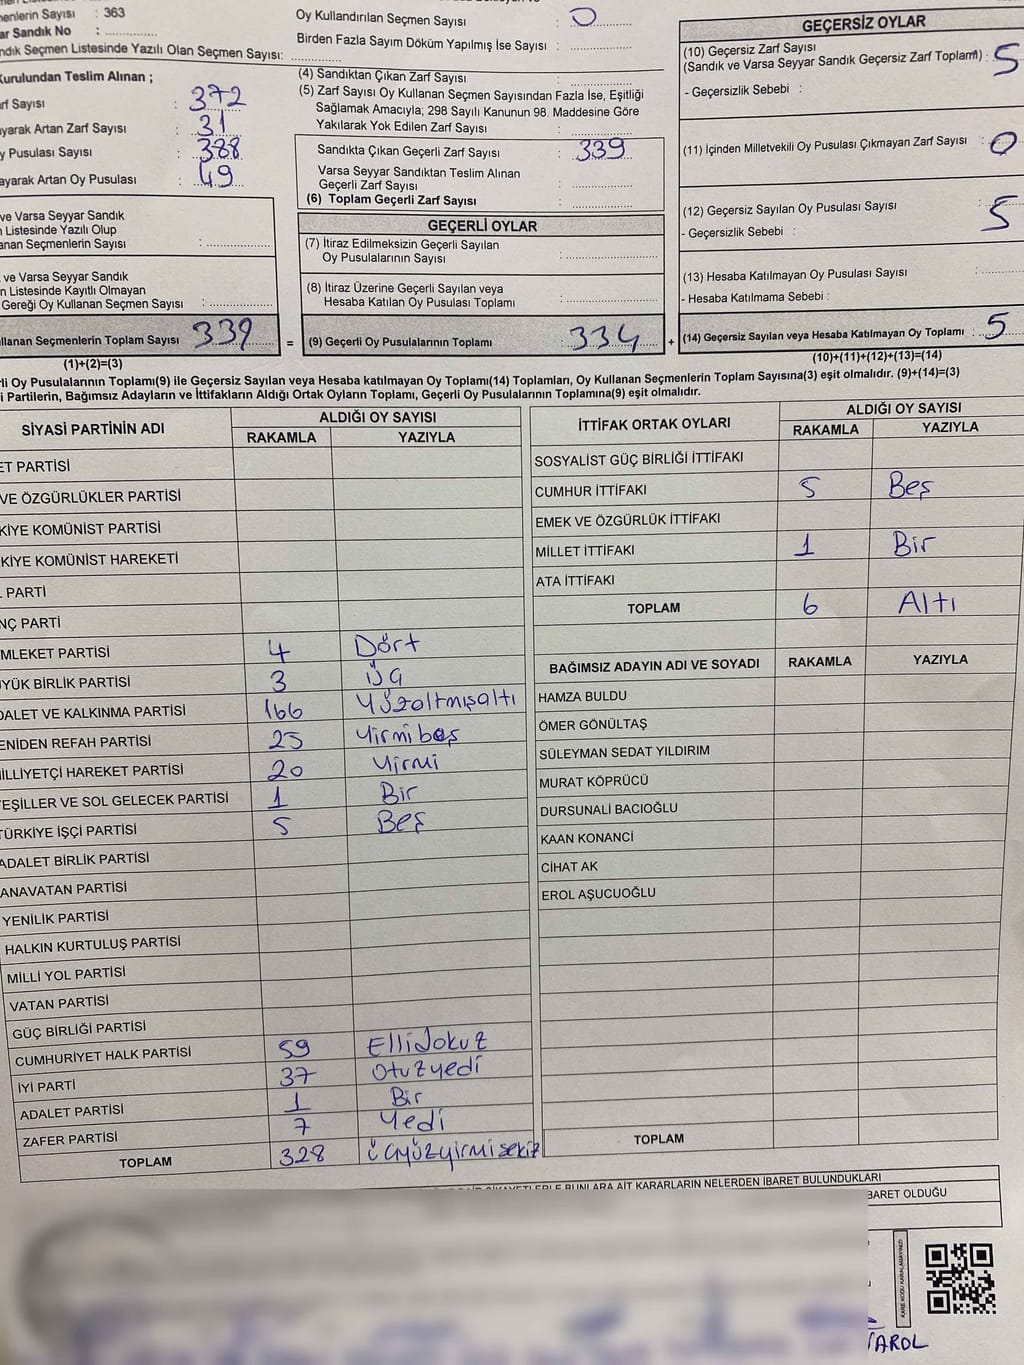 menlerin Sayısı : 363
ar Sandık No :
ndık Seçmen Listesinde Yazılı Olan Seçmen Sayısı:
Kurulundan Teslim Alınan ;
rf Sayısı : 372
ayarak Artan Zarf Sayısı : 31
y Pusulası Sayısı : 388
ayarak Artan Oy Pusulası : 49
ve Varsa Seyyar Sandık
Listesinde Yazılı Olup
anan Seçmenlerin Sayısı :
ve Varsa Seyyar Sandık
n Listesinde Kayıtlı Olmayan
Gereği Oy Kullanan Seçmen Sayısı :
llanan Seçmenlerin Toplam Sayısı 339 =
(1)+(2)=(3)
Oy Kullandırılan Seçmen Sayısı : 0
Birden Fazla Sayım Döküm Yapılmış İse Sayısı :
(4) Sandıktan Çıkan Zarf Sayısı :
(5) Zarf Sayısı Oy Kullanan Seçmen Sayısından Fazla İse, Eşitliği
Sağlamak Amacıyla; 298 Sayılı Kanunun 98. Maddesine Göre
Yakılarak Yok Edilen Zarf Sayısı :
Sandıkta Çıkan Geçerli Zarf Sayısı : 339
Varsa Seyyar Sandıktan Teslim Alınan
Geçerli Zarf Sayısı :
(6) Toplam Geçerli Zarf Sayısı :
GEÇERLİ OYLAR
(7) İtiraz Edilmeksizin Geçerli Sayılan
Oy Pusulalarının Sayısı :
(8) İtiraz Üzerine Geçerli Sayılan veya
Hesaba Katılan Oy Pusulası Toplamı :
(9) Geçerli Oy Pusulalarının Toplamı : 334 +
GEÇERSİZ OYLAR
(10) Geçersiz Zarf Sayısı
(Sandık ve Varsa Seyyar Sandık Geçersiz Zarf Toplamı) : 5
- Geçersizlik Sebebi :
(11) İçinden Milletvekili Oy Pusulası Çıkmayan Zarf Sayısı : 0
(12) Geçersiz Sayılan Oy Pusulası Sayısı : 5
- Geçersizlik Sebebi :
(13) Hesaba Katılmayan Oy Pusulası Sayısı :
- Hesaba Katılmama Sebebi :
(14) Geçersiz Sayılan veya Hesaba Katılmayan Oy Toplamı : 5
(10)+(11)+(12)+(13)=(14)
rli Oy Pusulalarının Toplamı(9) ile Geçersiz Sayılan veya Hesaba katılmayan Oy Toplamı(14) Toplamları, Oy Kullanan Seçmenlerin Toplam Sayısına(3) eşit olmalıdır. (9)+(14)=(3)
i Partilerin, Bağımsız Adayların ve İttifakların Aldığı Ortak Oyların Toplamı, Geçerli Oy Pusulalarının Toplamına(9) eşit olmalıdır.
SİYASİ PARTİNİN ADI ALDIĞI OY SAYISI
RAKAMLA YAZIYLA
ET PARTİSİ
VE ÖZGÜRLÜKLER PARTİSİ
KİYE KOMÜNİST PARTİSİ
KİYE KOMÜNİST HAREKETİ
L PARTİ
NÇ PARTİ
MLEKET PARTİSİ 4 Dört
YÜK BİRLİK PARTİSİ 3 Üç
DALET VE KALKINMA PARTİSİ 166 Yüzaltmışaltı
ENİDEN REFAH PARTİSİ 25 Yirmibeş
MİLLİYETÇİ HAREKET PARTİSİ 20 Yirmi
YEŞİLLER VE SOL GELECEK PARTİSİ 1 Bir
TÜRKİYE İŞÇİ PARTİSİ 5 Beş
ADALET BİRLİK PARTİSİ
ANAVATAN PARTİSİ
YENİLİK PARTİSİ
HALKIN KURTULUŞ PARTİSİ
MİLLİ YOL PARTİSİ
VATAN PARTİSİ
GÜÇ BİRLİĞİ PARTİSİ
CUMHURİYET HALK PARTİSİ 59 Ellidokuz
İYİ PARTİ 37 Otuzyedi
ADALET PARTİSİ 1 Bir
ZAFER PARTİSİ 7 Yedi
TOPLAM 328 Üçyüzyirmisekiz
İTTİFAK ORTAK OYLARI ALDIĞI OY SAYISI
RAKAMLA YAZIYLA
SOSYALİST GÜÇ BİRLİĞİ İTTİFAKI
CUMHUR İTTİFAKI 5 Beş
EMEK VE ÖZGÜRLÜK İTTİFAKI
MİLLET İTTİFAKI 1 Bir
ATA İTTİFAKI
TOPLAM 6 Altı
BAĞIMSIZ ADAYIN ADI VE SOYADI RAKAMLA YAZIYLA
HAMZA BULDU
ÖMER GÖNÜLTAŞ
SÜLEYMAN SEDAT YILDIRIM
MURAT KÖPRÜCÜ
DURSUNALİ BACIOĞLU
KAAN KONANCİ
CİHAT AK
EROL AŞUCUOĞLU
TOPLAM
BUNLARA AİT KARARLARIN NELERDEN İBARET BULUNDUKLARI
BARET OLDUĞU
TAROL